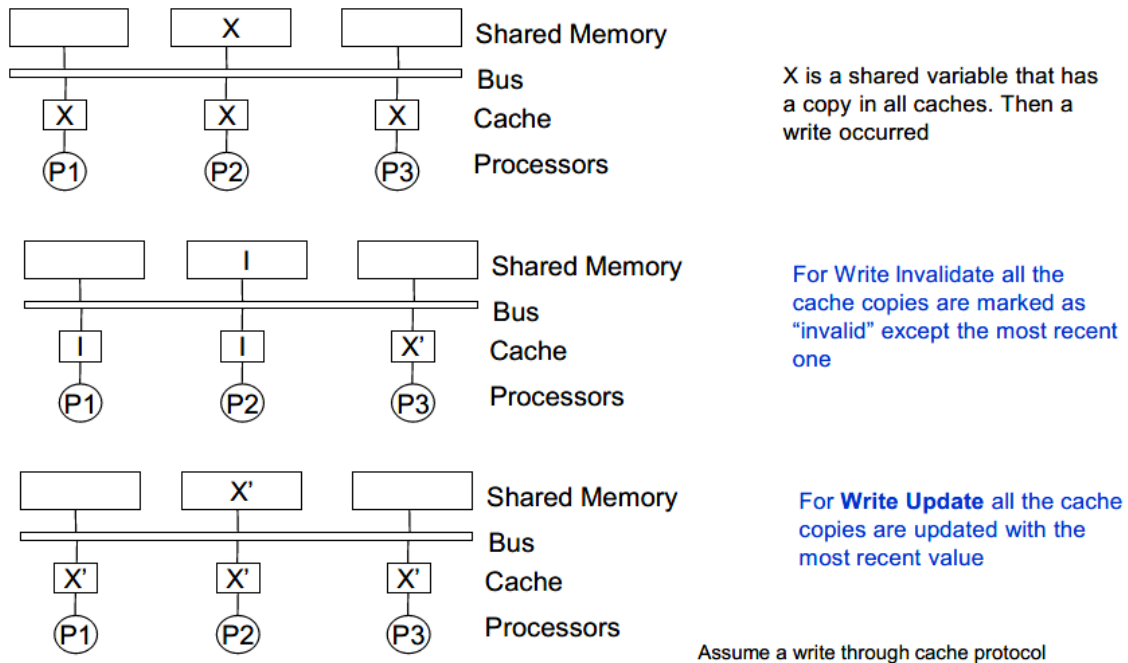 X
Shared Memory
Bus
X X X
Cache
P1 P2 P3
Processors
X is a shared variable that has
a copy in all caches. Then a
write occurred
I
Shared Memory
Bus
I I X’
Cache
P1 P2 P3
Processors
For Write Invalidate all the
cache copies are marked as
“invalid” except the most recent
one
X’
Shared Memory
Bus
X’ X’ X’
Cache
P1 P2 P3
Processors
For Write Update all the cache
copies are updated with the
most recent value
Assume a write through cache protocol